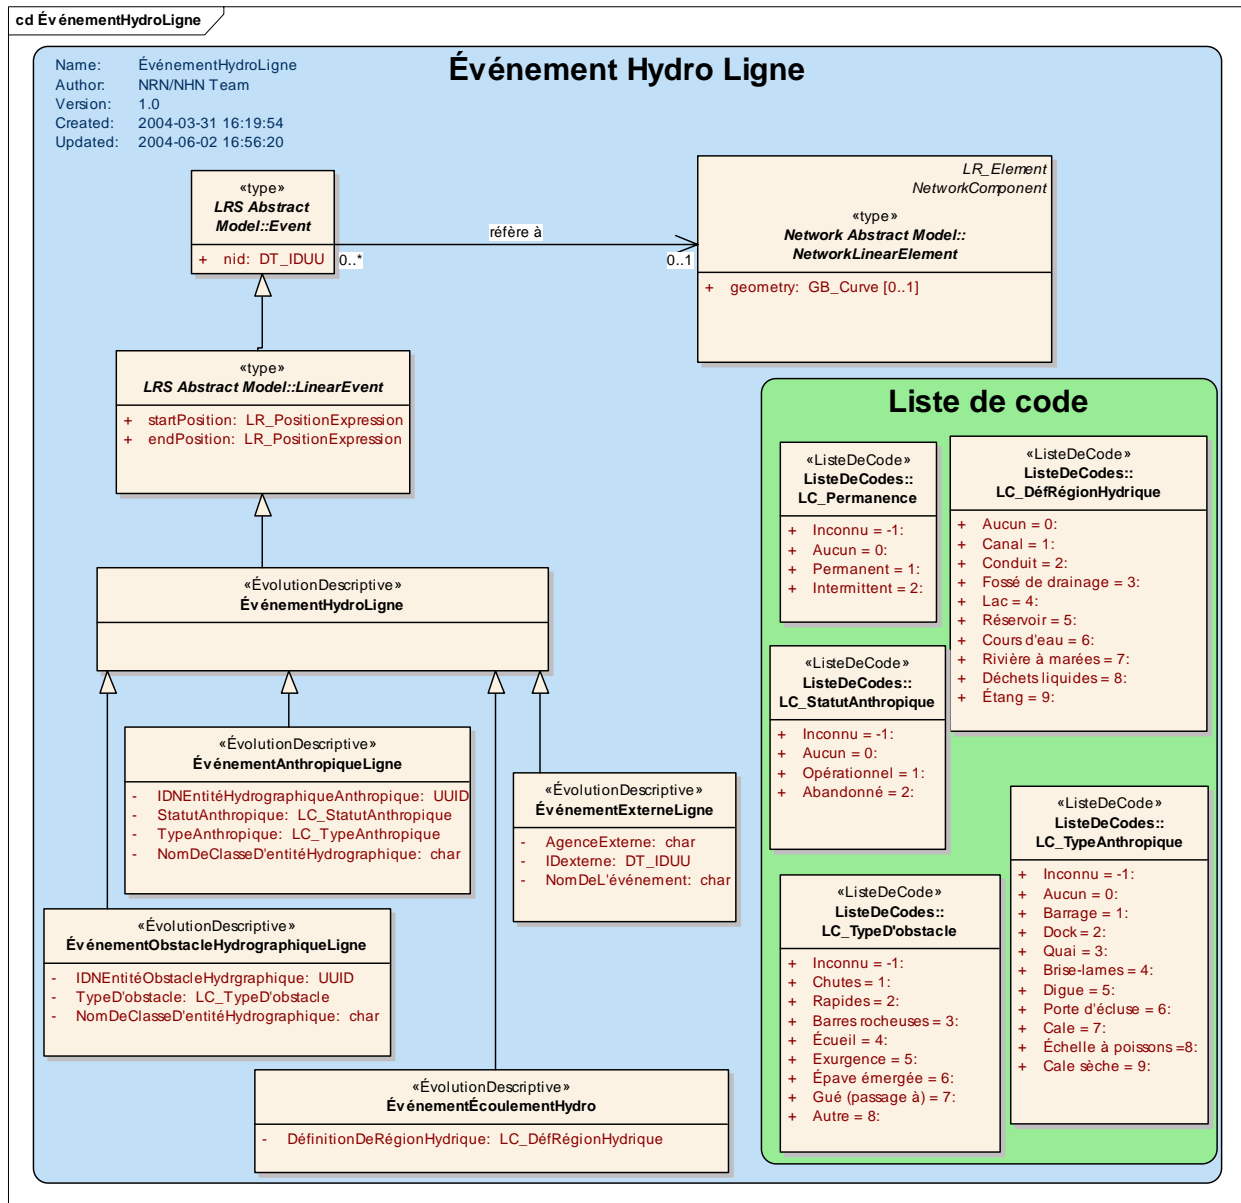 cd ÉvénementHydroLigne
Événement Hydro Ligne
Name: ÉvénementHydroLigne
Author: NRN/NHN Team
Version: 1.0
Created: 2004-03-31 16:19:54
Updated: 2004-06-02 16:56:20
«type»
LRS Abstract
Model::Event
+ nid: DT_IDUU
0..*
réfère à
0..1
LR_Element
NetworkComponent
«type»
Network Abstract Model::
NetworkLinearElement
+ geometry: GB_Curve [0..1]
«type»
LRS Abstract Model::LinearEvent
+ startPosition: LR_PositionExpression
+ endPosition: LR_PositionExpression
«ÉvolutionDescriptive»
ÉvénementHydroLigne
«ÉvolutionDescriptive»
ÉvénementAnthropiqueLigne
- IDNEntitéHydrographiqueAnthropique: UUID
- StatutAnthropique: LC_StatutAnthropique
- TypeAnthropique: LC_TypeAnthropique
- NomDeClasseD'entitéHydrographique: char
«ÉvolutionDescriptive»
ÉvénementExterneLigne
- AgenceExterne: char
- IDexterne: DT_IDUU
- NomDeL'événement: char
«ÉvolutionDescriptive»
ÉvénementObstacleHydrographiqueLigne
- IDNEntitéObstacleHydrgraphique: UUID
- TypeD'obstacle: LC_TypeD'obstacle
- NomDeClasseD'entitéHydrographique: char
«ÉvolutionDescriptive»
ÉvénementÉcoulementHydro
- DéfinitionDeRégionHydrique: LC_DéfRégionHydrique
Liste de code
«ListeDeCode»
ListeDeCodes::
LC_Permanence
+ Inconnu = -1:
+ Aucun = 0:
+ Permanent = 1:
+ Intermittent = 2:
«ListeDeCode»
ListeDeCodes::
LC_DéfRégionHydrique
+ Aucun = 0:
+ Canal = 1:
+ Conduit = 2:
+ Fossé de drainage = 3:
+ Lac = 4:
+ Réservoir = 5:
+ Cours d'eau = 6:
+ Rivière à marées = 7:
+ Déchets liquides = 8:
+ Étang = 9:
«ListeDeCode»
ListeDeCodes::
LC_StatutAnthropique
+ Inconnu = -1:
+ Aucun = 0:
+ Opérationnel = 1:
+ Abandonné = 2:
«ListeDeCode»
ListeDeCodes::
LC_TypeAnthropique
+ Inconnu = -1:
+ Aucun = 0:
+ Barrage = 1:
+ Dock = 2:
+ Quai = 3:
+ Brise-lames = 4:
+ Digue = 5:
+ Porte d'écluse = 6:
+ Cale = 7:
+ Échelle à poissons =8:
+ Cale sèche = 9:
«ListeDeCode»
ListeDeCodes::
LC_TypeD'obstacle
+ Inconnu = -1:
+ Chutes = 1:
+ Rapides = 2:
+ Barres rocheuses = 3:
+ Écueil = 4:
+ Exurgence = 5:
+ Épave émergée = 6:
+ Gué (passage à) = 7:
+ Autre = 8: